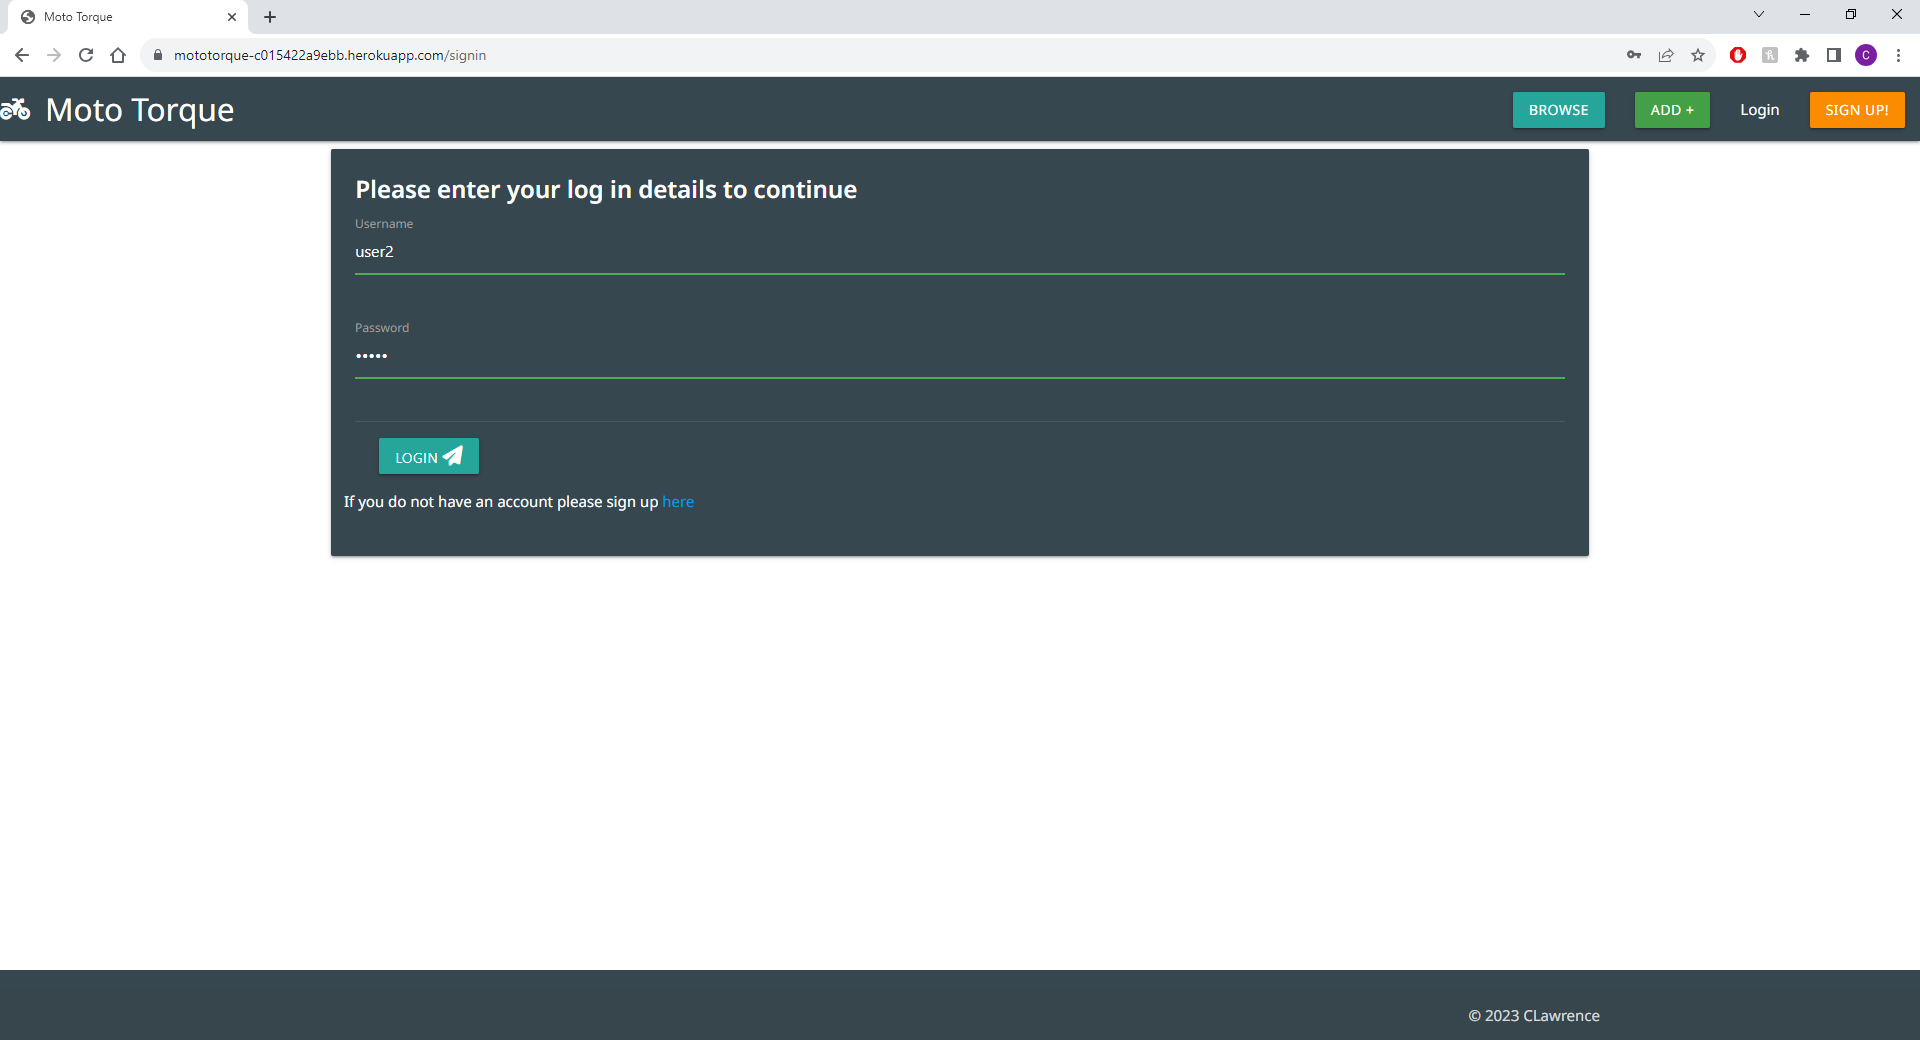 Moto Torque
mototorque-c015422a9ebb.herokuapp.com/signin
C
Moto Torque
BROWSE
ADD +
Login
SIGN UP!
Please enter your log in details to continue
Username
user2
Password
•••••
LOGIN
If you do not have an account please sign up here
© 2023 CLawrence